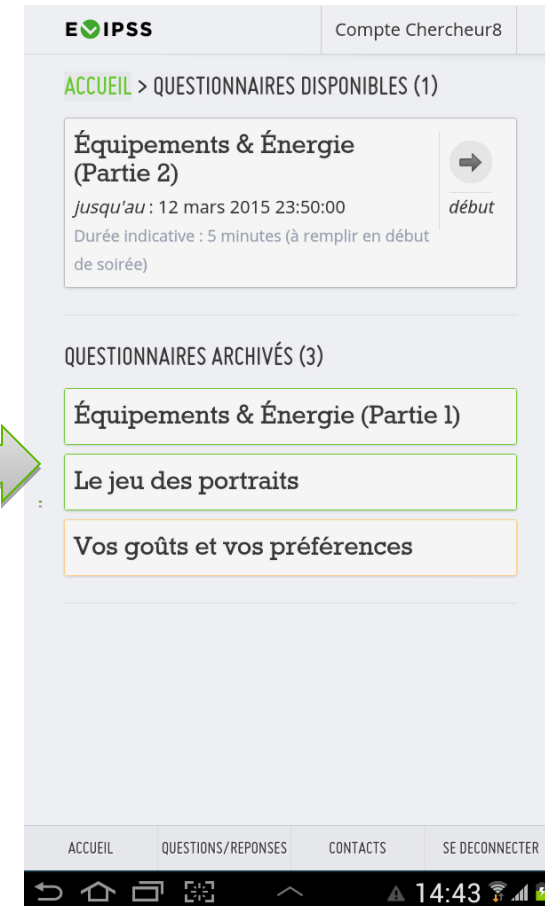 E IPSS
Compte Chercheur8
ACCUEIL > QUESTIONNAIRES DISPONIBLES (1)
Équipements & Énergie
(Partie 2)
jusqu'au : 12 mars 2015 23:50:00
début
Durée indicative : 5 minutes (à remplir en début
de soirée)
QUESTIONNAIRES ARCHIVÉS (3)
Équipements & Énergie (Partie 1)
Le jeu des portraits
Vos goûts et vos préférences
ACCUEIL QUESTIONS/REPONSES CONTACTS SE DECONNECTER
14:43